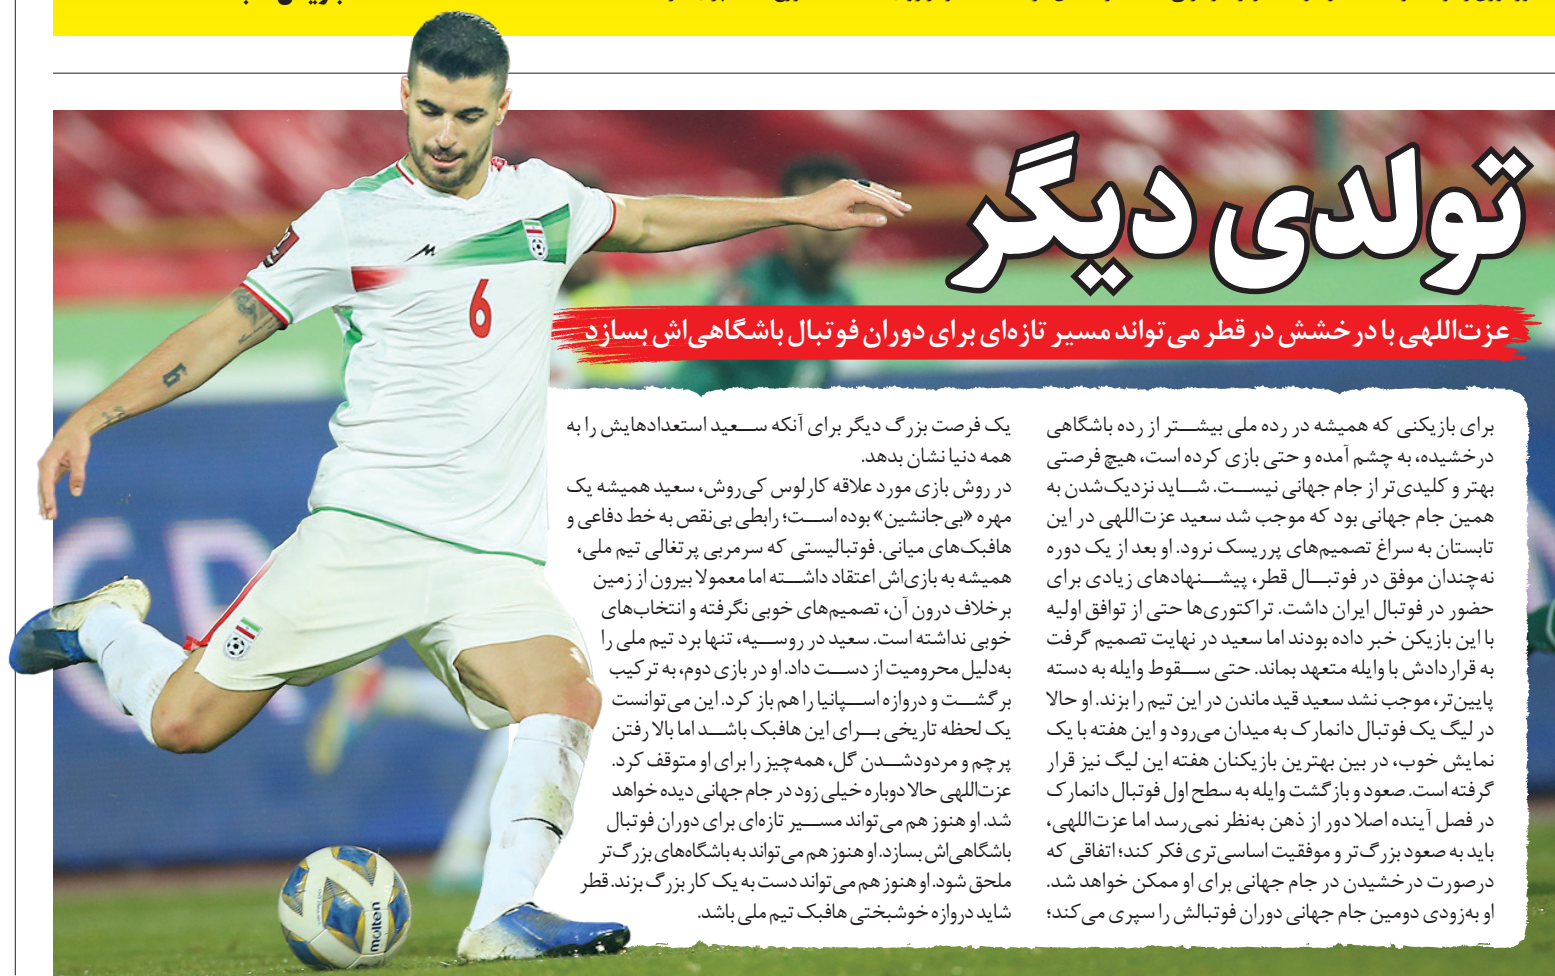 تولدی دیگر
عزت‌اللهی با درخشش در قطر می‌تواند مسیر تازه‌ای برای دوران فوتبال باشگاهی‌اش بسازد
برای بازیکنی که همیشه در رده ملی بیشتر از رده باشگاهی
درخشیده، به چشم آمده و حتی بازی کرده است، هیچ فرصتی
بهتر و کلیدی‌تر از جام جهانی نیست. شاید نزدیک‌شدن به
همین جام جهانی بود که موجب شد سعید عزت‌اللهی در این
تابستان به سراغ تصمیم‌های پرریسک نرود. او بعد از یک دوره
نه‌چندان موفق در فوتبال قطر، پیشنهادهای زیادی برای
حضور در فوتبال ایران داشت. تراکتوری‌ها حتی از توافق اولیه
با این بازیکن خبر داده بودند اما سعید در نهایت تصمیم گرفت
به قراردادش با وایله متعهد بماند. حتی سقوط وایله به دسته
پایین‌تر، موجب نشد سعید قید ماندن در این تیم را بزند. او حالا
در لیگ یک فوتبال دانمارک به میدان می‌رود و این هفته با یک
نمایش خوب، در بین بهترین بازیکنان هفته این لیگ نیز قرار
گرفته است. صعود و بازگشت وایله به سطح اول فوتبال دانمارک
در فصل آینده اصلا دور از ذهن به‌نظر نمی‌رسد اما عزت‌اللهی،
باید به صعود بزرگ‌تر و موفقیت اساسی‌تری فکر کند؛ اتفاقی که
درصورت درخشیدن در جام جهانی برای او ممکن خواهد شد.
او به‌زودی دومین جام جهانی دوران فوتبالش را سپری می‌کند؛
یک فرصت بزرگ دیگر برای آنکه سعید استعدادهایش را به
همه دنیا نشان بدهد.
در روش بازی مورد علاقه کارلوس کی‌روش، سعید همیشه یک
مهره «بی‌جانشین» بوده است؛ رابطی بی‌نقص به خط دفاعی و
هافبک‌های میانی. فوتبالیستی که سرمربی پرتغالی تیم ملی،
همیشه به بازی‌اش اعتقاد داشته اما معمولا بیرون از زمین
برخلاف درون آن، تصمیم‌های خوبی نگرفته و انتخاب‌های
خوبی نداشته است. سعید در روسیه، تنها برد تیم ملی را
به‌دلیل محرومیت از دست داد. او در بازی دوم، به ترکیب
برگشت و دروازه اسپانیا را هم باز کرد. این می‌توانست
یک لحظه تاریخی برای این هافبک باشد اما بالا رفتن
پرچم و مردودشدن گل، همه‌چیز را برای او متوقف کرد.
عزت‌اللهی حالا دوباره خیلی زود در جام جهانی دیده خواهد
شد. او هنوز هم می‌تواند مسیر تازه‌ای برای دوران فوتبال
باشگاهی‌اش بسازد. او هنوز هم می‌تواند به باشگاه‌های بزرگ‌تر
ملحق شود. او هنوز هم می‌تواند دست به یک کار بزرگ بزند. قطر
شاید دروازه خوشبختی هافبک تیم ملی باشد.
6
molten